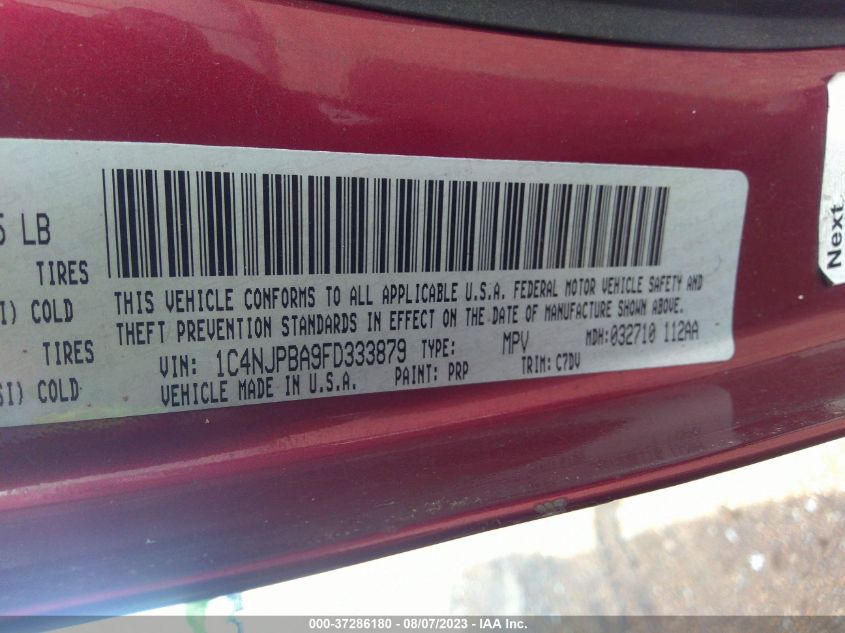 5 LB
TIRES
I) COLD
TIRES
SI) COLD
THIS VEHICLE CONFORMS TO ALL APPLICABLE U.S.A. FEDERAL MOTOR VEHICLE SAFETY AND
THEFT PREVENTION STANDARDS IN EFFECT ON THE DATE OF MANUFACTURE SHOWN ABOVE.
VIN: 1C4NJPBA9FD333879 TYPE: MPV MDH:032710 112AA
VEHICLE MADE IN U.S.A. PAINT: PRP TRIM: C7DV
Next
000-37286180 - 08/07/2023 - IAA Inc.